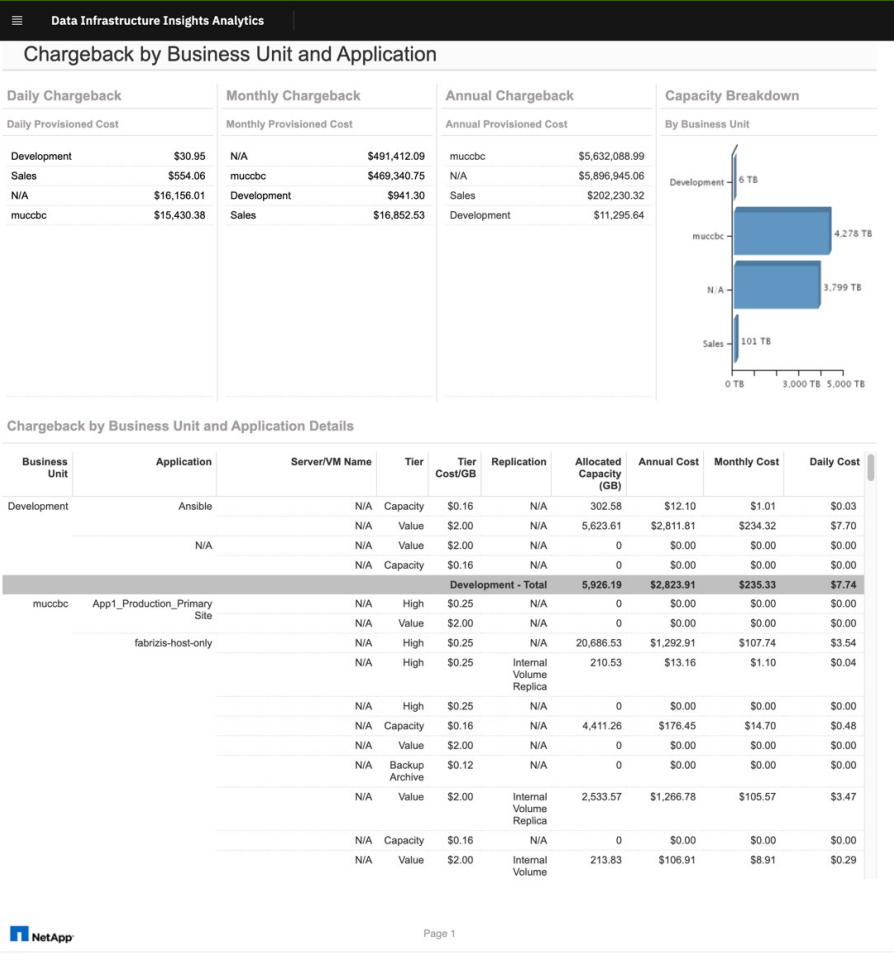 Data Infrastructure Insights Analytics
Chargeback by Business Unit and Application
Daily Chargeback
Daily Provisioned Cost
Development $30.95
Sales $554.06
N/A $16,156.01
muccbc $15,430.38
Monthly Chargeback
Monthly Provisioned Cost
N/A $491,412.09
muccbc $469,340.75
Development $941.30
Sales $16,852.53
Annual Chargeback
Annual Provisioned Cost
muccbc $5,632,088.99
N/A $5,896,945.06
Sales $202,230.32
Development $11,295.64
Capacity Breakdown
By Business Unit
Development 6 TB
muccbc 4,278 TB
N/A 3,799 TB
Sales 101 TB
0 TB 3,000 TB 5,000 TB
Chargeback by Business Unit and Application Details
Business Unit Application Server/VM Name Tier Tier Cost/GB Replication Allocated Capacity (GB) Annual Cost Monthly Cost Daily Cost
Development Ansible N/A Capacity $0.16 N/A 302.58 $12.10 $1.01 $0.03
N/A Value $2.00 N/A 5,623.61 $2,811.81 $234.32 $7.70
N/A N/A Value $2.00 N/A 0 $0.00 $0.00 $0.00
N/A Capacity $0.16 N/A 0 $0.00 $0.00 $0.00
Development - Total 5,926.19 $2,823.91 $235.33 $7.74
muccbc App1_Production_Primary Site N/A High $0.25 N/A 0 $0.00 $0.00 $0.00
N/A Value $2.00 N/A 0 $0.00 $0.00 $0.00
fabrizis-host-only N/A High $0.25 N/A 20,686.53 $1,292.91 $107.74 $3.54
N/A High $0.25 Internal Volume Replica 210.53 $13.16 $1.10 $0.04
N/A High $0.25 N/A 0 $0.00 $0.00 $0.00
N/A Capacity $0.16 N/A 4,411.26 $176.45 $14.70 $0.48
N/A Value $2.00 N/A 0 $0.00 $0.00 $0.00
N/A Backup Archive $0.12 N/A 0 $0.00 $0.00 $0.00
N/A Value $2.00 Internal Volume Replica 2,533.57 $1,266.78 $105.57 $3.47
N/A Capacity $0.16 N/A 0 $0.00 $0.00 $0.00
N/A Value $2.00 Internal Volume 213.83 $106.91 $8.91 $0.29
NetApp
Page 1